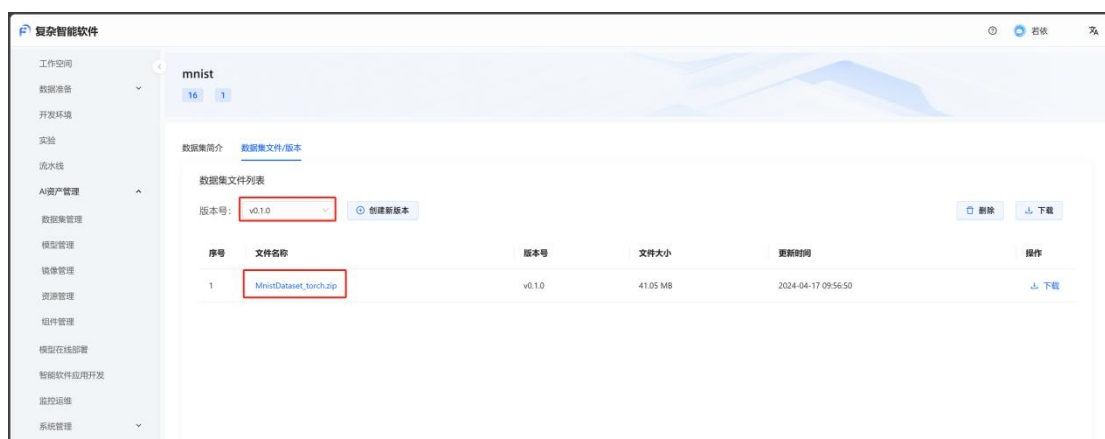 复杂智能软件
若依
工作空间
数据准备
开发环境
实验
流水线
AI资产管理
数据集管理
模型管理
镜像管理
资源管理
组件管理
模型在线部署
智能软件应用开发
监控运维
系统管理
mnist
16 1
数据集简介 数据集文件/版本
数据集文件列表
版本号: v0.1.0 创建新版本 删除 下载
序号 文件名称 版本号 文件大小 更新时间 操作
1 MnistDataset_torch.zip v0.1.0 41.05 MB 2024-04-17 09:56:50 下载